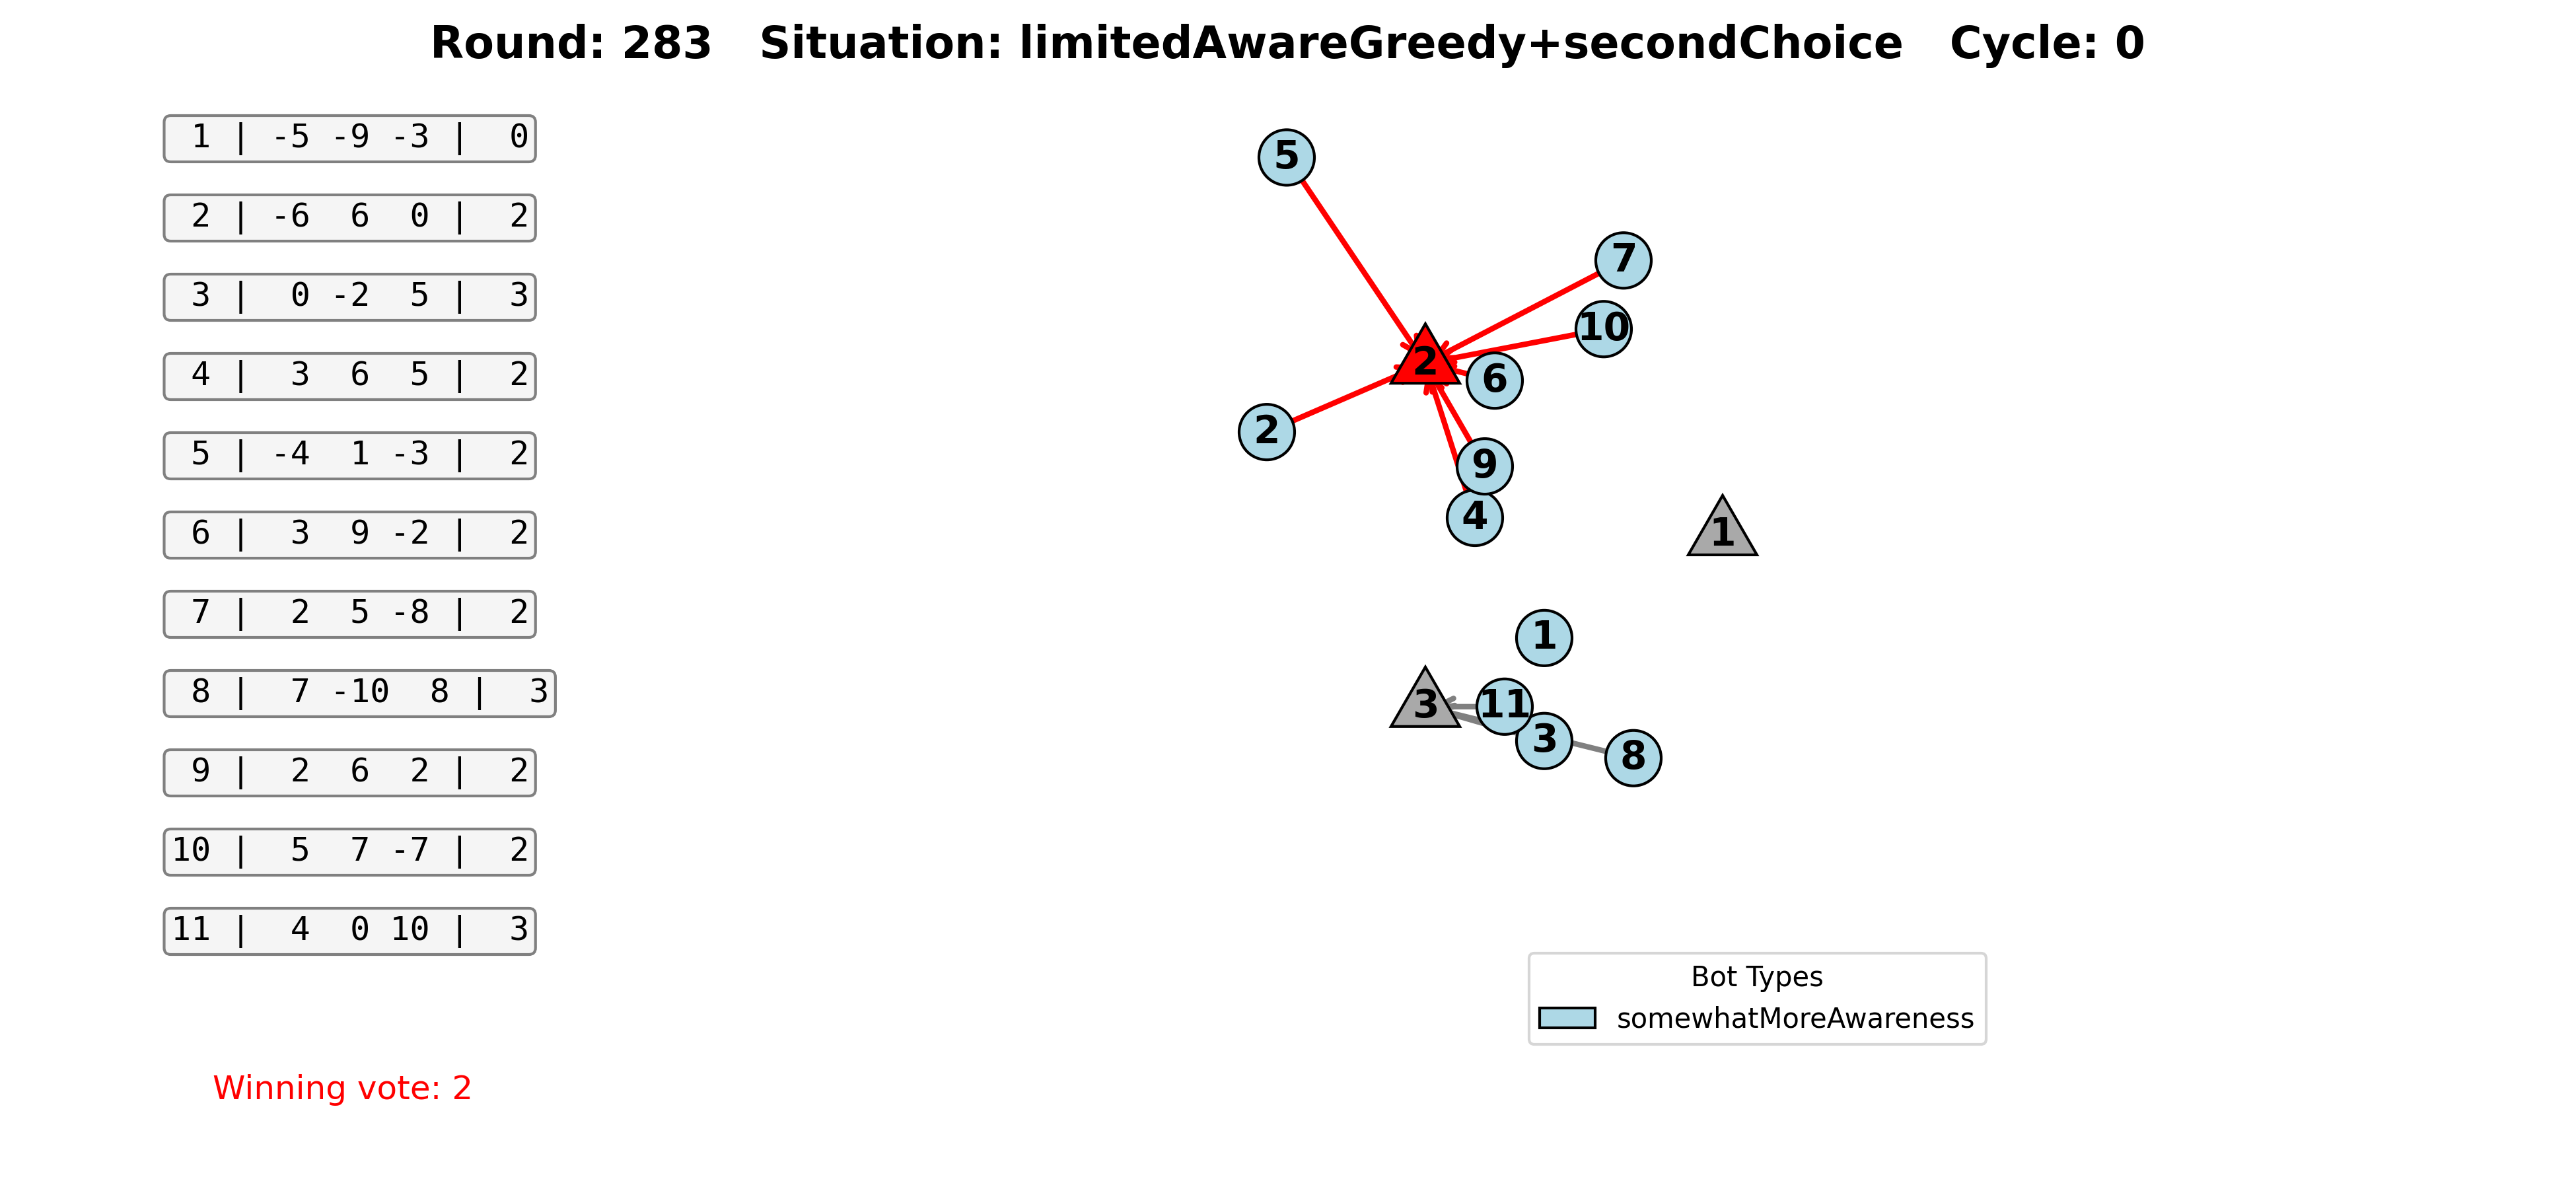 Round: 283   Situation: limitedAwareGreedy+secondChoice   Cycle: 0
1 | -5 -9 -3 | 0
2 | -6 6 0 | 2
3 | 0 -2 5 | 3
4 | 3 6 5 | 2
5 | -4 1 -3 | 2
6 | 3 9 -2 | 2
7 | 2 5 -8 | 2
8 | 7 -10 8 | 3
9 | 2 6 2 | 2
10 | 5 7 -7 | 2
11 | 4 0 10 | 3
Winning vote: 2
5
7
10
2
6
2
9
4
1
1
3
11
3
8
Bot Types
somewhatMoreAwareness